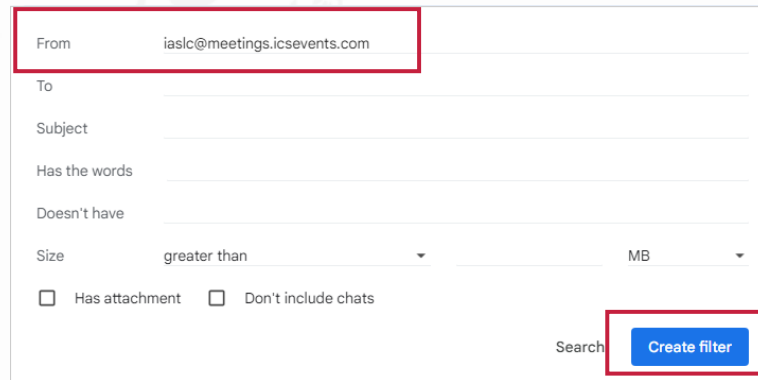 From iaslc@meetings.icsevents.com
To
Subject
Has the words
Doesn't have
Size greater than MB
Has attachment Don't include chats
Search Create filter